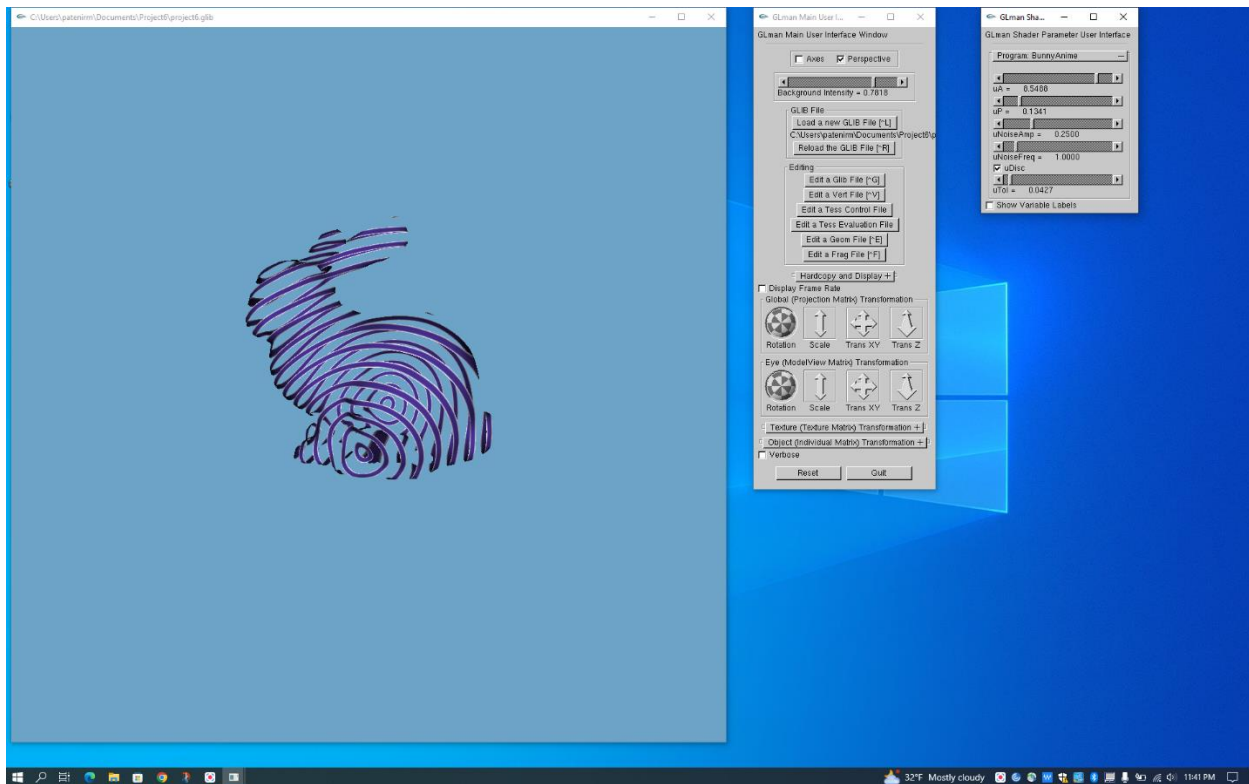 C:\Users\patenirm\Documents\Project6\project6.glib
GLman Main User I...
GLman Main User Interface Window
Axes
Perspective
Background Intensity = 0.7818
GLIB File
Load a new GLIB File [^L]
C:\Users\patenirm\Documents\Project6\p
Reload the GLIB File [^R]
Editing
Edit a Glib File [^G]
Edit a Vert File [^V]
Edit a Tess Control File
Edit a Tess Evaluation File
Edit a Geom File [^E]
Edit a Frag File [^F]
Hardcopy and Display +
Display Frame Rate
Global (Projection Matrix) Transformation
Rotation Scale Trans XY Trans Z
Eye (ModelView Matrix) Transformation
Rotation Scale Trans XY Trans Z
Texture (Texture Matrix) Transformation +
Object (Individual Matrix) Transformation +
Verbose
Reset Quit
GLman Sha...
GLman Shader Parameter User Interface
Program: BunnyAnime
uA = 0.5488
uP = 0.1341
uNoiseAmp = 0.2500
uNoiseFreq = 1.0000
uDisc
uTol = 0.0427
Show Variable Labels
32°F Mostly cloudy 11:41 PM